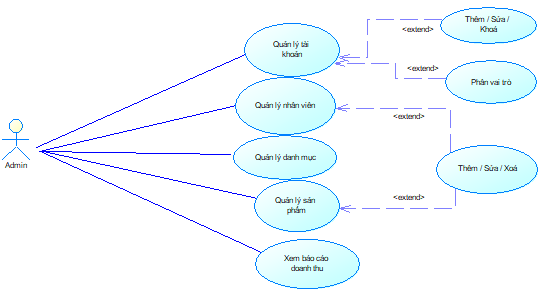 Thêm / Sửa /
Khoá
<extend>
Quản lý tài
khoản
<extend>
Phân vai trò
Quản lý nhân viên
<extend>
Admin
Quản lý danh mục
Thêm / Sửa / Xoá
Quản lý sản
phẩm
<extend>
Xem báo cáo
doanh thu